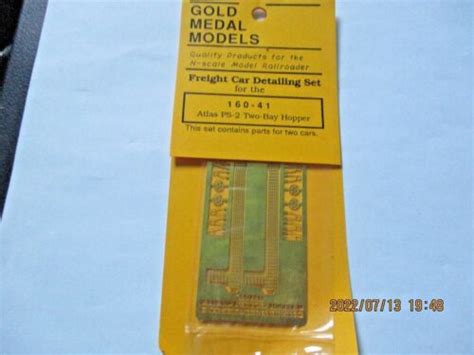 GOLD
MEDAL
MODELS
Quality Products for the
N-scale Model Railroader
Freight Car Detailing Set
for the
160-41
Atlas PS-2 Two-Bay Hopper
This set contains parts for two cars.
2022/07/13 19:48